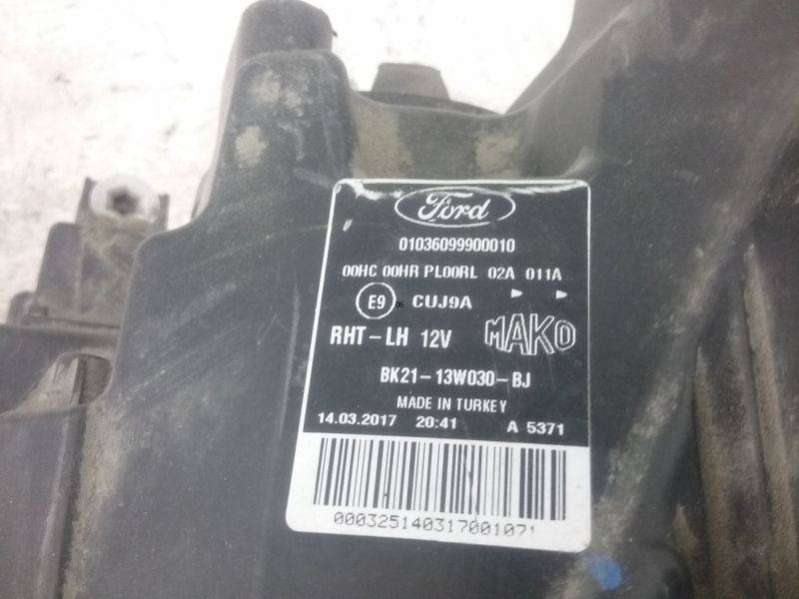 Ford
01036099900010
00HC 00HR PL00RL 02A 011A
E9 CUJ9A
RHT-LH 12V MAKO
BK21-13W030-BJ
MADE IN TURKEY
14.03.2017 20:41 A 5371
000325140317001071